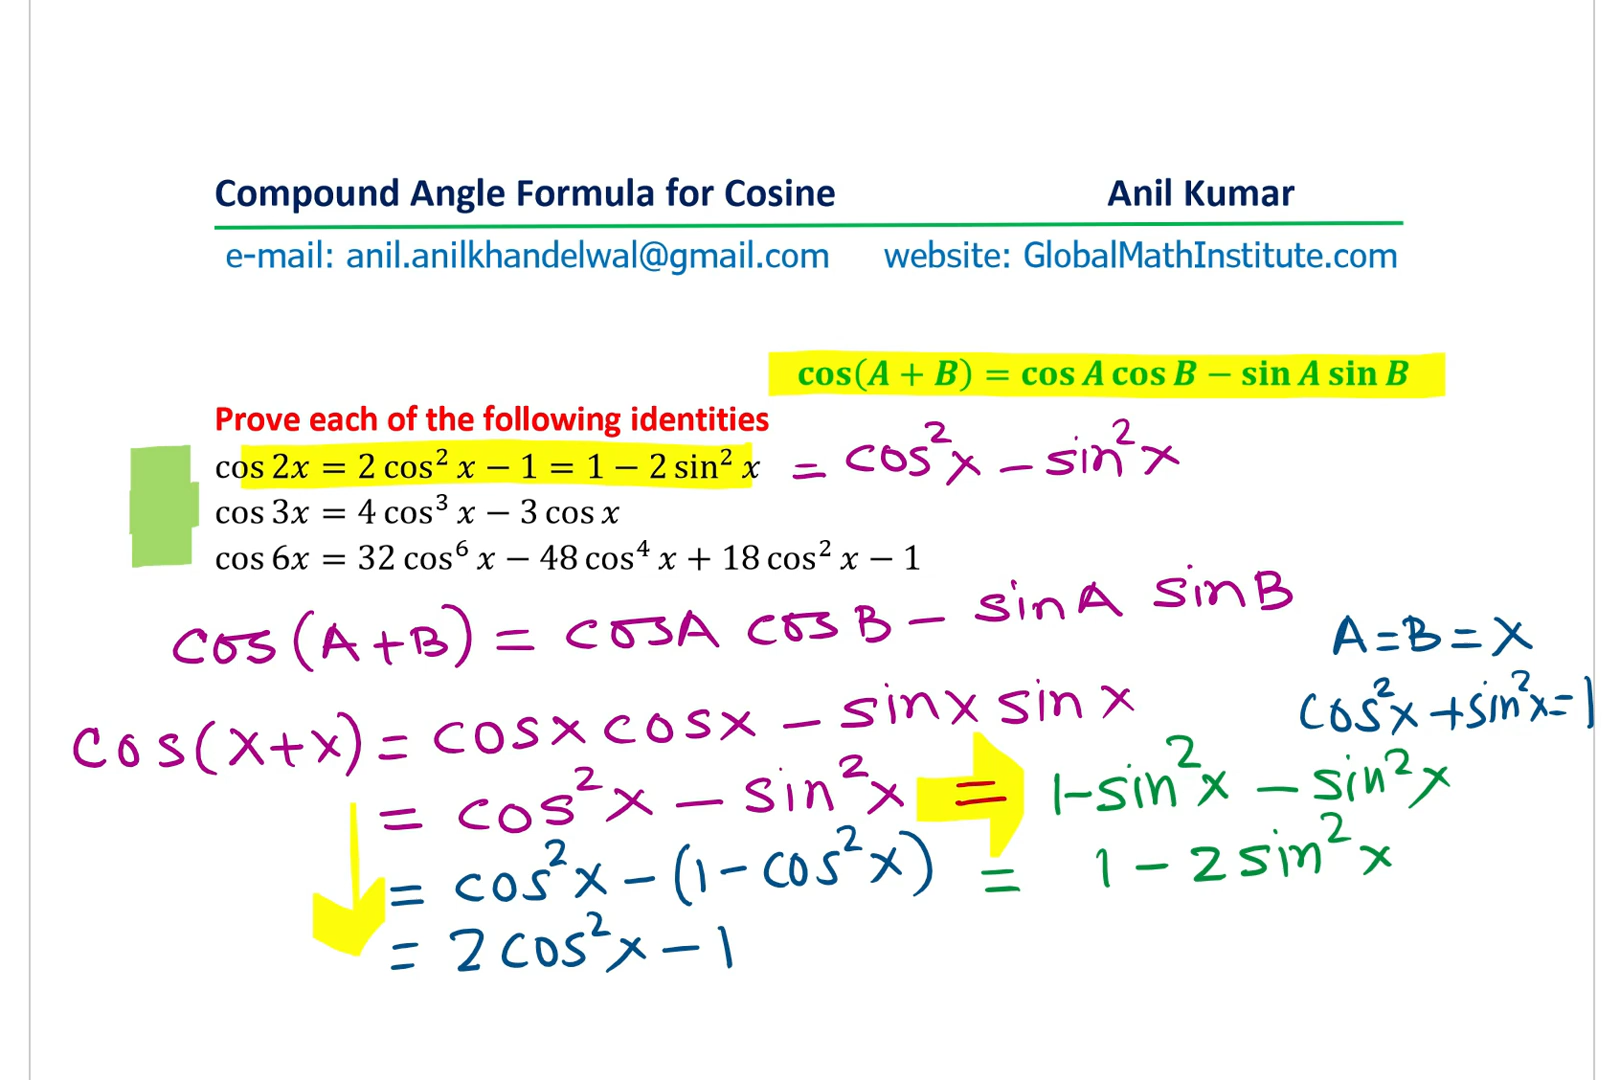 Compound Angle Formula for Cosine Anil Kumar
e-mail: anil.anilkhandelwal@gmail.com website: GlobalMathInstitute.com
cos(A + B) = cos A cos B − sin A sin B
Prove each of the following identities
cos 2x = 2 cos² x − 1 = 1 − 2 sin² x = cos²x − sin²x
cos 3x = 4 cos³ x − 3 cos x
cos 6x = 32 cos⁶ x − 48 cos⁴ x + 18 cos² x − 1
cos(A+B) = cosA cosB − sinA sinB
A=B=x
cos²x+sin²x=1
cos(x+x) = cosx cosx − sinx sinx
= cos²x − sin²x = 1−sin²x − sin²x
= cos²x − (1−cos²x) = 1 − 2sin²x
= 2cos²x − 1